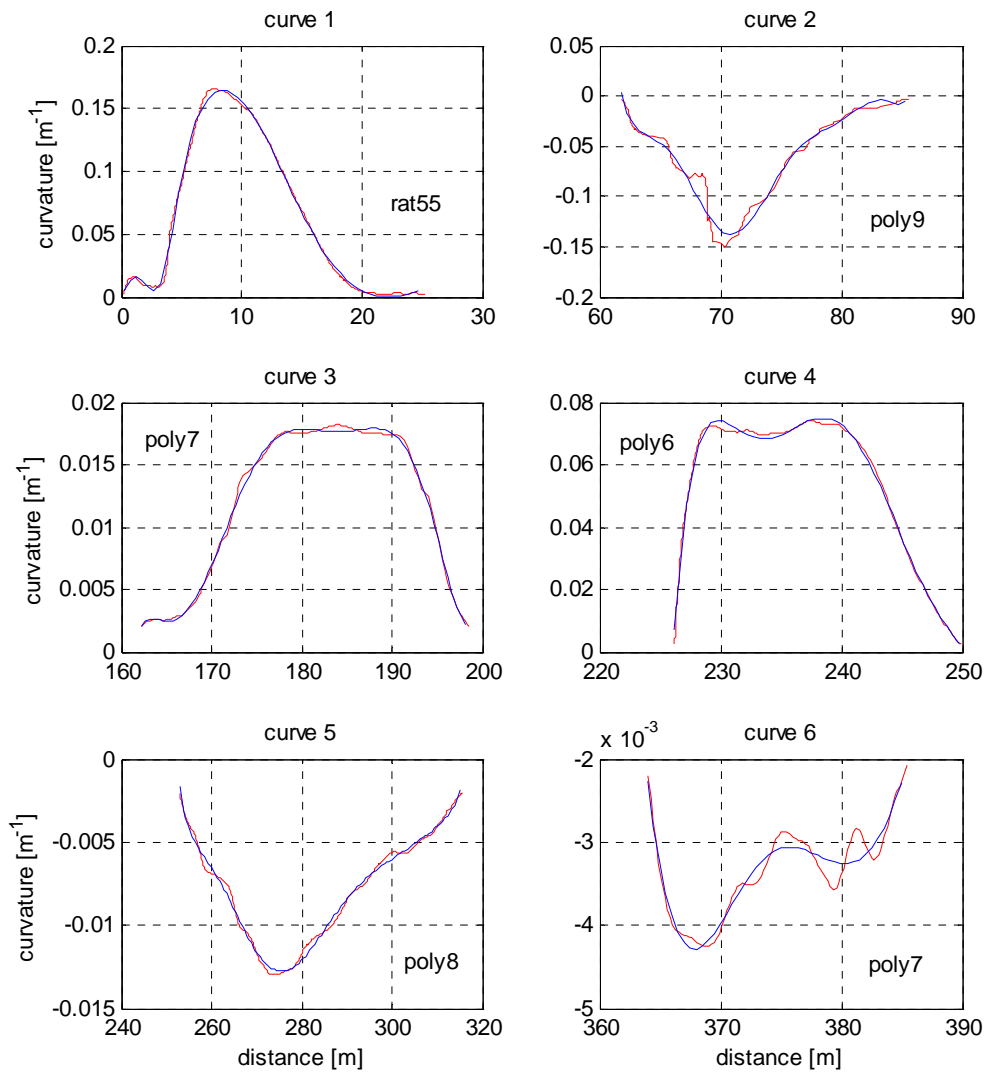 curve 1
curve 2
0.2
0.15
0.1
0.05
0
curvature [m-1]
rat55
0 10 20 30
0.05
0
-0.05
-0.1
-0.15
-0.2
poly9
60 70 80 90
curve 3
curve 4
0.02
0.015
0.01
0.005
0
curvature [m-1]
poly7
160 170 180 190 200
0.08
0.06
0.04
0.02
0
poly6
220 230 240 250
curve 5
curve 6
0
-0.005
-0.01
-0.015
curvature [m-1]
poly8
240 260 280 300 320
distance [m]
x 10-3
-2
-3
-4
-5
poly7
360 370 380 390
distance [m]